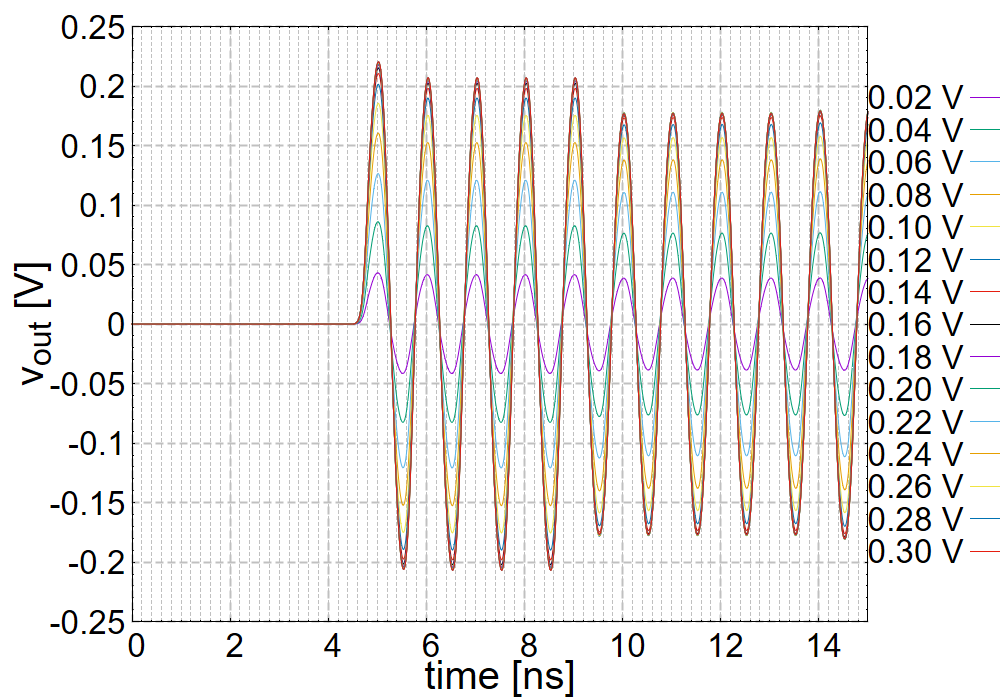 0.25
0.2
0.15
0.1
0.05
0
-0.05
-0.1
-0.15
-0.2
-0.25
vout [V]
0 2 4 6 8 10 12 14
time [ns]
0.02 V
0.04 V
0.06 V
0.08 V
0.10 V
0.12 V
0.14 V
0.16 V
0.18 V
0.20 V
0.22 V
0.24 V
0.26 V
0.28 V
0.30 V